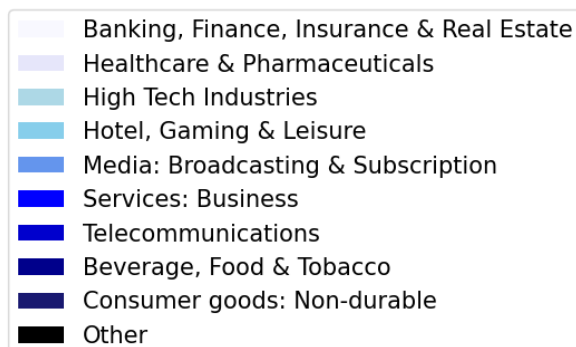 Banking, Finance, Insurance & Real Estate
Healthcare & Pharmaceuticals
High Tech Industries
Hotel, Gaming & Leisure
Media: Broadcasting & Subscription
Services: Business
Telecommunications
Beverage, Food & Tobacco
Consumer goods: Non-durable
Other